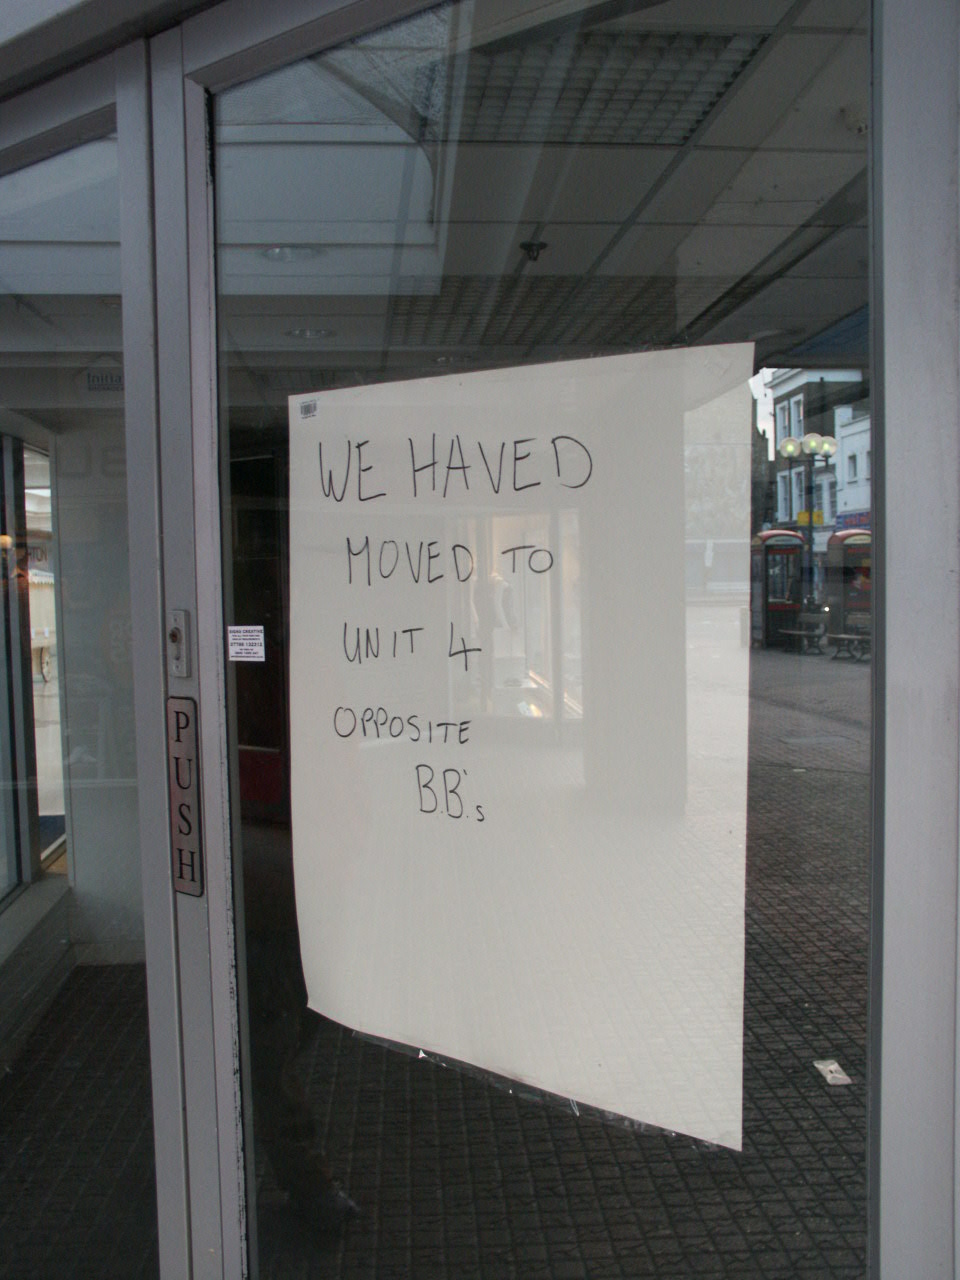 WE HAVED
MOVED TO
UNIT 4
OPPOSITE
B.B.'s
PUSH